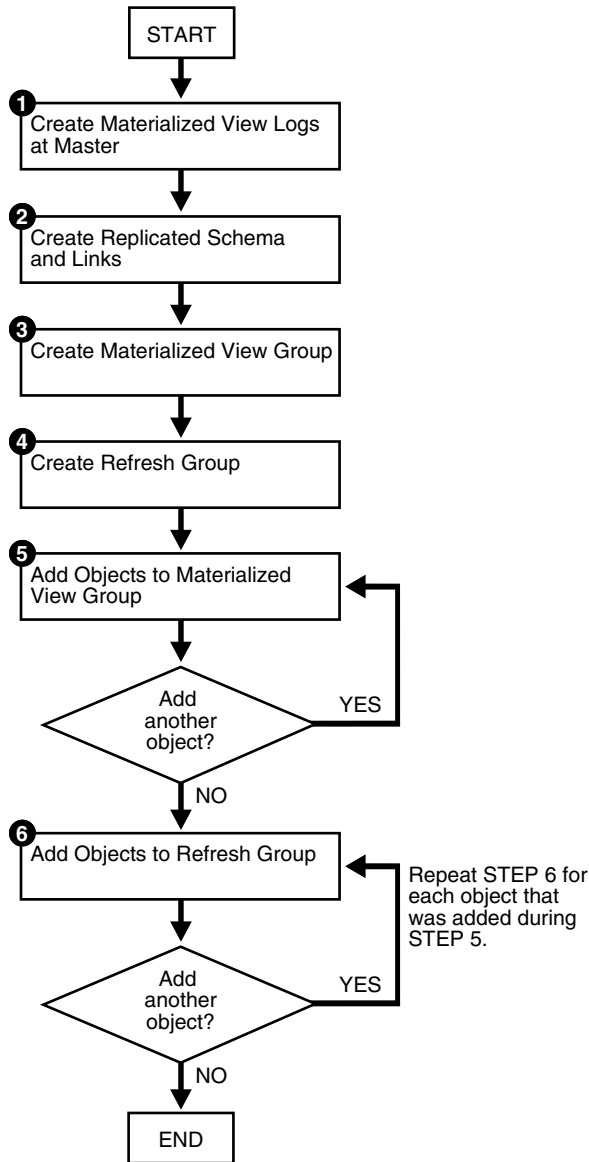 START
1
Create Materialized View Logs
at Master
2
Create Replicated Schema
and Links
3
Create Materialized View Group
4
Create Refresh Group
5
Add Objects to Materialized
View Group
Add
another
object?
YES
NO
6
Add Objects to Refresh Group
Repeat STEP 6 for
each object that
was added during
STEP 5.
Add
another
object?
YES
NO
END